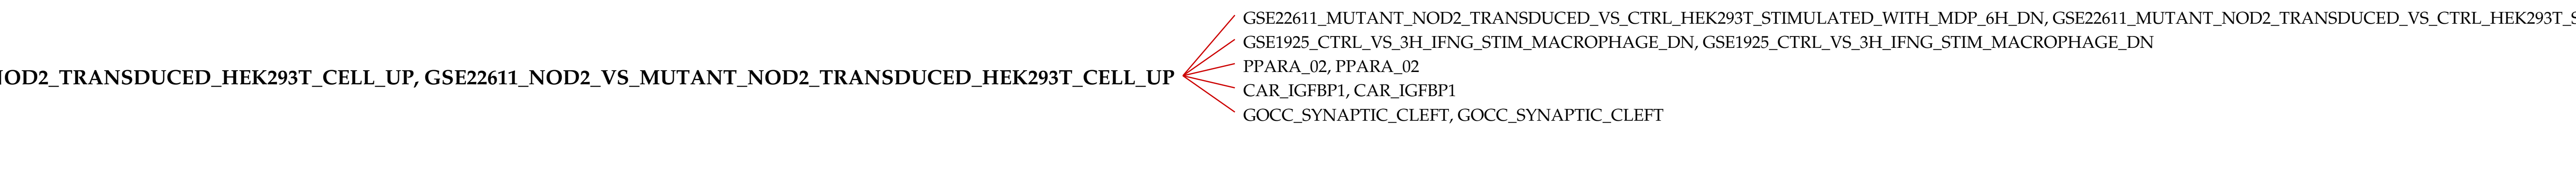 GSE22611_MUTANT_NOD2_TRANSDUCED_VS_CTRL_HEK293T_STIMULATED_WITH_MDP_6H_DN, GSE22611_MUTANT_NOD2_TRANSDUCED_VS_CTRL_HEK293T_S
GSE1925_CTRL_VS_3H_IFNG_STIM_MACROPHAGE_DN, GSE1925_CTRL_VS_3H_IFNG_STIM_MACROPHAGE_DN
PPARA_02, PPARA_02
NOD2_TRANSDUCED_HEK293T_CELL_UP, GSE22611_NOD2_VS_MUTANT_NOD2_TRANSDUCED_HEK293T_CELL_UP
CAR_IGFBP1, CAR_IGFBP1
GOCC_SYNAPTIC_CLEFT, GOCC_SYNAPTIC_CLEFT